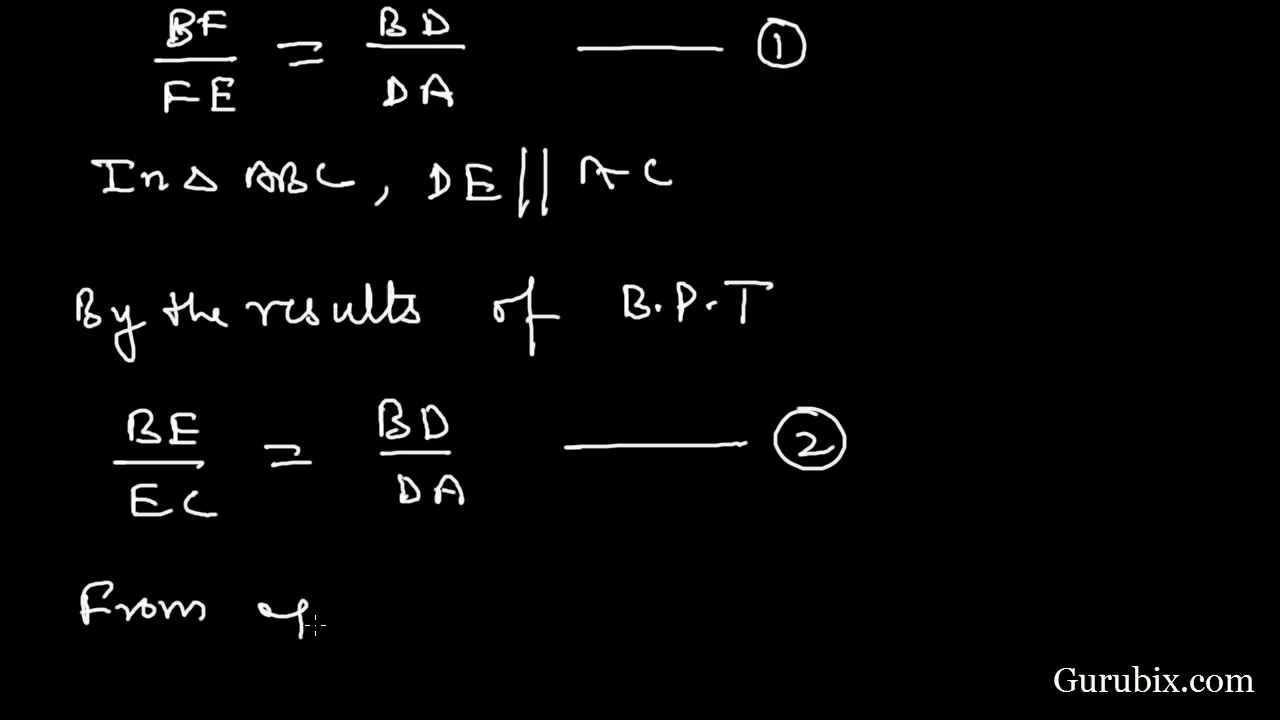 BF/FE = BD/DA —— ①
In △ ABC, DE || AC
By the results of B.P.T
BE/EC = BD/DA —— ②
From eq
Gurubix.com